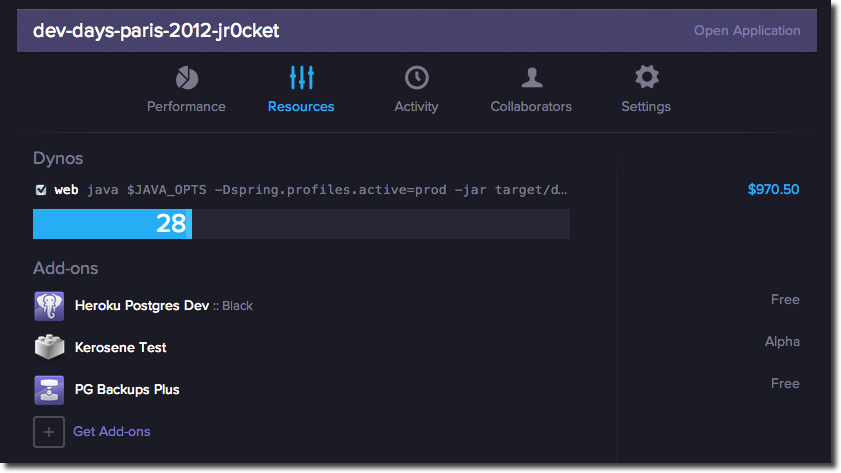 dev-days-paris-2012-jr0cket
Open Application
Performance
Resources
Activity
Collaborators
Settings
Dynos
web java $JAVA_OPTS -Dspring.profiles.active=prod -jar target/d...
$970.50
28
Add-ons
Heroku Postgres Dev :: Black
Free
Kerosene Test
Alpha
PG Backups Plus
Free
+ Get Add-ons